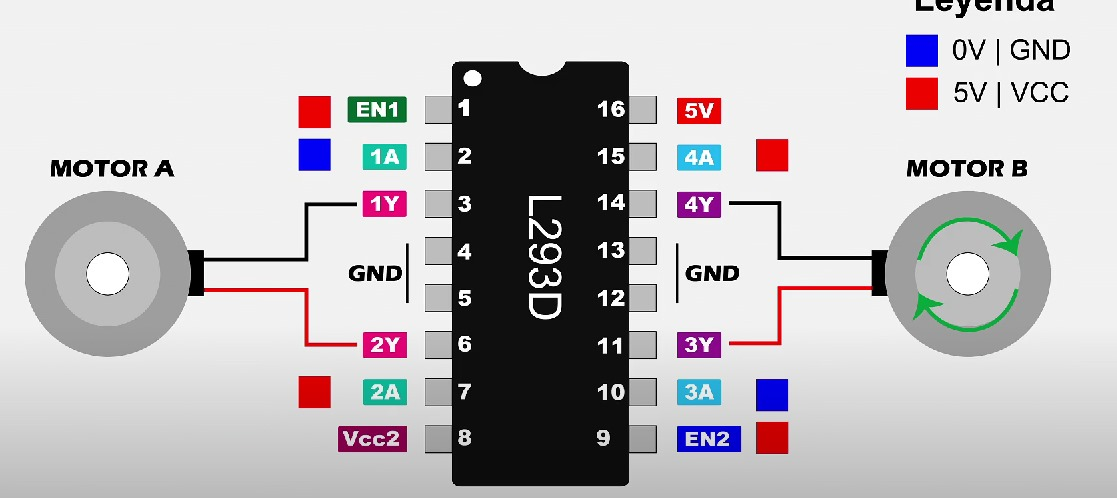 Leyenda
0V | GND
5V | VCC
MOTOR A
MOTOR B
L293D
EN1 1
1A 2
1Y 3
4
GND
5
2Y 6
2A 7
Vcc2 8
16 5V
15 4A
14 4Y
13
GND
12
11 3Y
10 3A
9 EN2